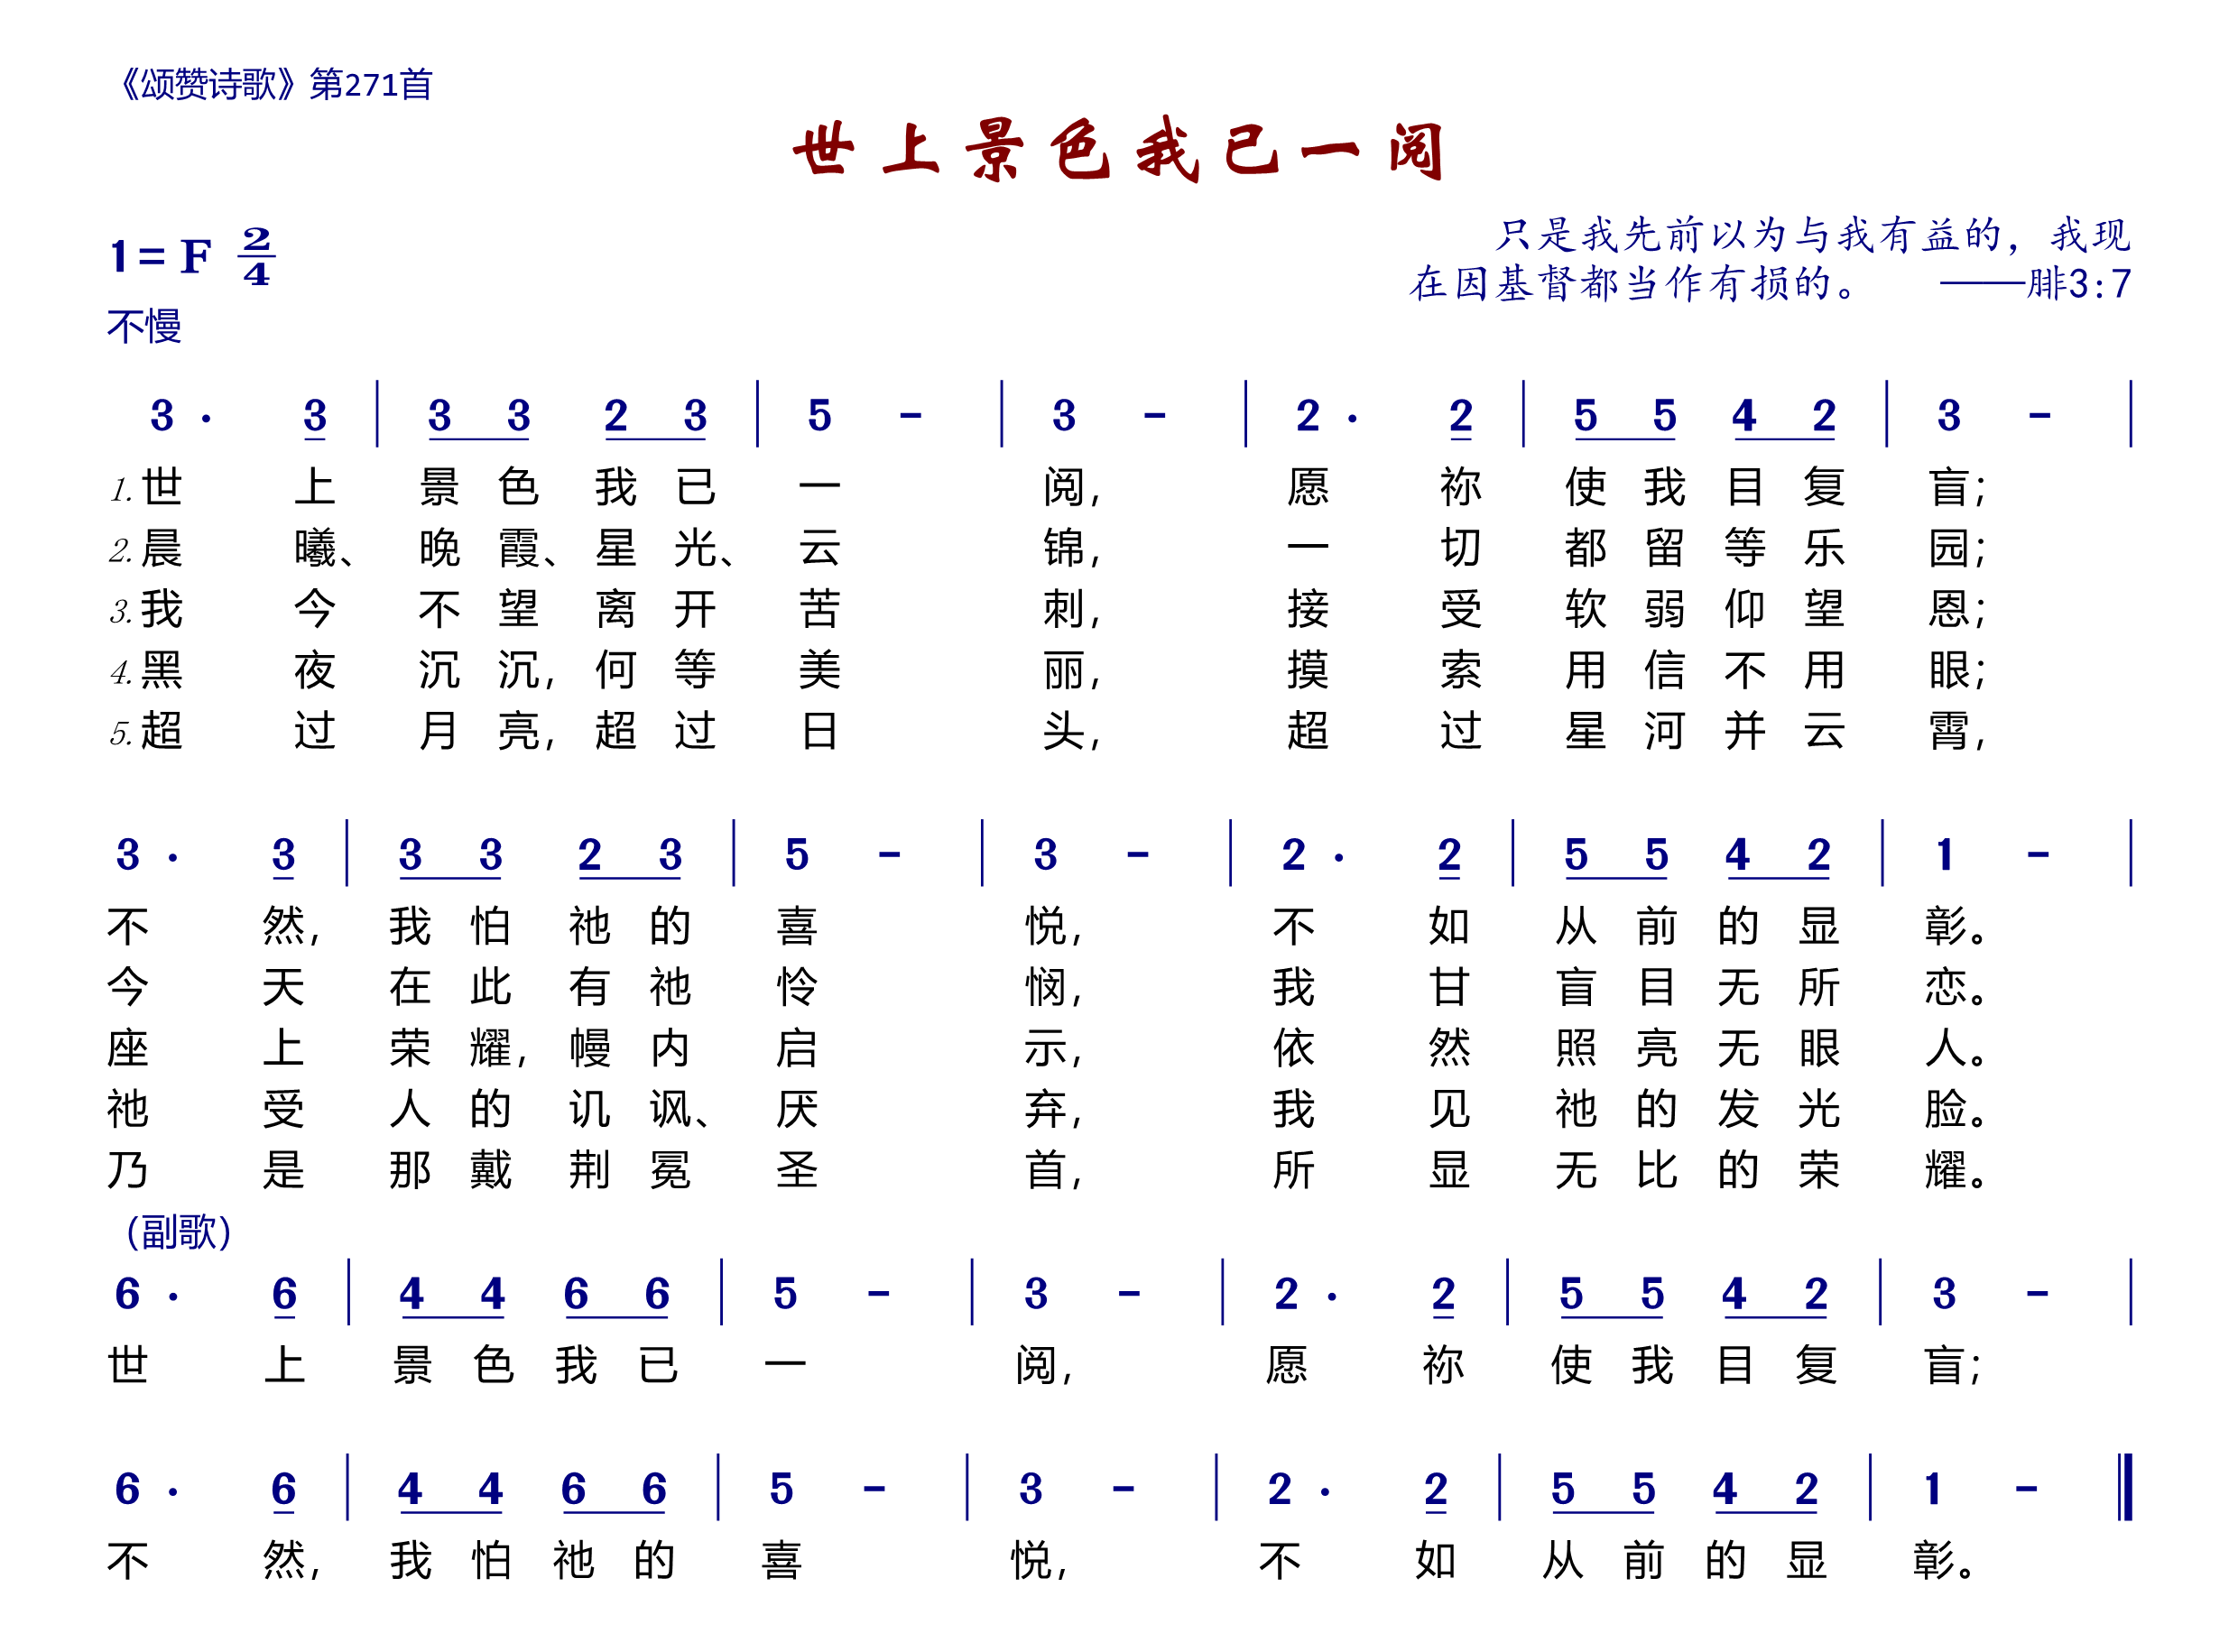 《颂赞诗歌》第271首
世上景色我已一阅
1=F 2/4
只是我先前以为与我有益的，我现
在因基督都当作有损的。 ——腓3:7
不慢
3 · 3 | 3 3 2 3 | 5 - | 3 - | 2 · 2 | 5 5 4 2 | 3 - |
1.世上景色我已一阅，愿祢使我目复盲；
2.晨曦、晚霞、星光、云锦，一切都留等乐园；
3.我今不望离开苦刺，接受软弱仰望恩；
4.黑夜沉沉，何等美丽，摸索用信不用眼；
5.超过月亮，超过日头，超过星河并云霄，
3 · 3 | 3 3 2 3 | 5 - | 3 - | 2 · 2 | 5 5 4 2 | 1 - |
不然，我怕祂的喜悦，不如从前的显彰。
今天在此有祂怜悯，我甘盲目无所恋。
座上荣耀，幔内启示，依然照亮无眼人。
祂受人的讥讽、厌弃，我见祂的发光脸。
乃是那戴荆冕圣首，所显无比的荣耀。
（副歌）
6 · 6 | 4 4 6 6 | 5 - | 3 - | 2 · 2 | 5 5 4 2 | 3 - |
世上景色我已一阅，愿祢使我目复盲；
6 · 6 | 4 4 6 6 | 5 - | 3 - | 2 · 2 | 5 5 4 2 | 1 - ‖
不然，我怕祂的喜悦，不如从前的显彰。